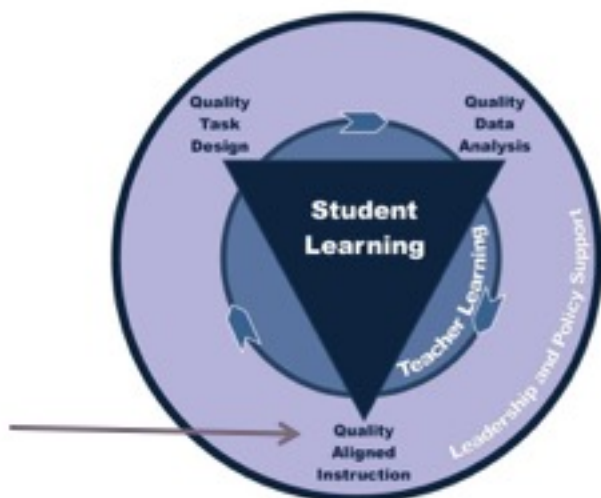 Quality
Task
Design
Quality
Data
Analysis
Student
Learning
Teacher Learning
Leadership and Policy Support
Quality
Aligned
Instruction